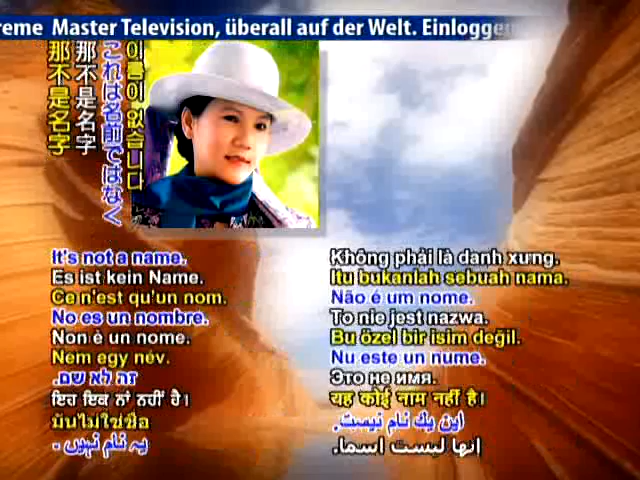 reme Master Television, überall auf der Welt. Einlogge
那不是名字
那不是名字
これは名前ではなく
이름이 없습니다
It's not a name.
Es ist kein Name.
Ce n'est qu'un nom.
No es un nombre.
Non è un nome.
Nem egy név.
זה לא שם.
ਇਹ ਇਕ ਨਾਂ ਨਹੀਂ ਹੈ।
มันไม่ใช่ชื่อ
یہ نام نہیں -
Không phải là danh xưng.
Itu bukanlah sebuah nama.
Não é um nome.
To nie jest nazwa.
Bu özel bir isim değil.
Nu este un nume.
Это не имя.
यह कोई नाम नहीं है।
این یك نام نیست.
إنها ليست اسما.